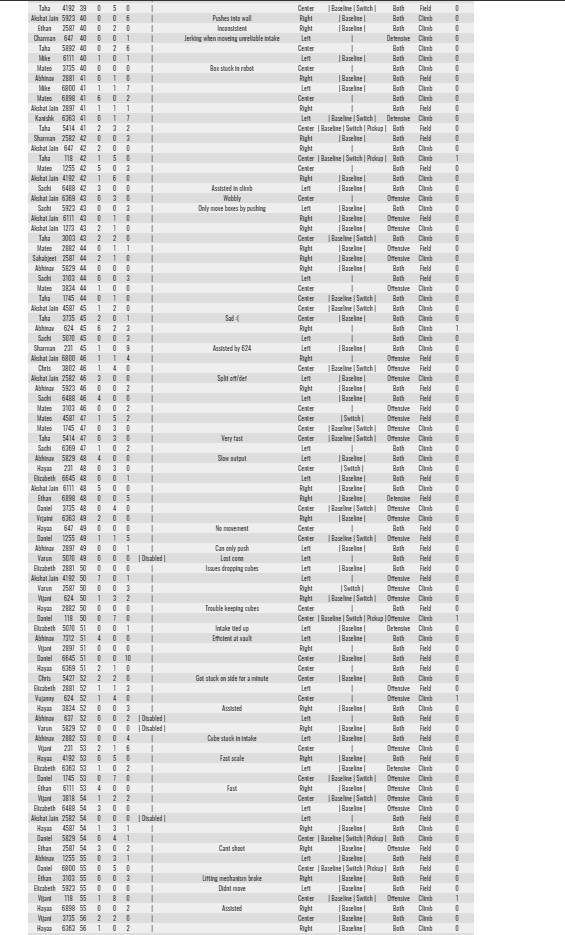 Taha 4192 39 0 5 0 | Center | Baseline | Switch | Both Climb 0
Akshat Jain 5923 40 0 0 6 | Pushes into wall Right | Baseline | Both Field 0
Ethan 2587 40 0 2 0 | Inconsistent Right | Baseline | Both Climb 0
Charman 647 40 0 0 1 | Jerking when moveing unreliable intake Left | Defensive Climb 0
Taha 5892 40 0 2 6 | Center | Both Climb 0
Mike 6111 40 1 0 1 | Left | Baseline | Both Climb 0
Mateo 3735 40 0 0 0 | Box stuck in robot Center | Both Climb 0
Abhinav 2881 41 0 1 0 | Right | Baseline | Both Field 0
Mike 6800 41 1 1 7 | Left | Baseline | Both Climb 0
Mateo 6898 41 6 0 2 | Center | Both Climb 0
Akshat Jain 2897 41 1 1 1 | Right | Both Field 0
Kanishk 6363 41 0 1 7 | Left | Baseline | Switch | Defensive Climb 0
Taha 5414 41 2 3 2 | Center | Baseline | Switch | Pickup | Both Climb 0
Sharman 2582 42 0 0 3 | Right | Baseline | Both Field 0
Akshat Jain 647 42 2 0 0 | Right | Both Climb 0
Taha 118 42 1 5 0 | Center | Baseline | Switch | Pickup | Both Climb 1
Mateo 1255 42 5 0 3 | Center | Both Field 0
Akshat Jain 4192 42 1 6 0 | Right | Baseline | Both Climb 0
Sachi 6488 42 3 0 0 | Assisted in climb Left | Baseline | Both Climb 0
Akshat Jain 6369 43 0 3 0 | Wobbly Center | Offensive Climb 0
Sachi 5923 43 0 0 3 | Only move boxes by pushing Left | Baseline | Both Climb 0
Akshat Jain 6111 43 0 1 0 | Right | Baseline | Offensive Field 0
Akshat Jain 1273 43 2 1 0 | Right | Baseline | Offensive Climb 0
Taha 3003 43 2 2 0 | Center | Baseline | Switch | Both Climb 0
Mateo 2882 44 0 1 1 | Right | Baseline | Offensive Field 0
Sahabjeet 2587 44 2 1 0 | Right | Baseline | Offensive Climb 0
Abhinav 5829 44 0 0 0 | Right | Baseline | Both Field 0
Sachi 3103 44 0 0 3 | Left | Both Field 0
Mateo 3834 44 1 0 0 | Center | Offensive Climb 0
Taha 1745 44 0 1 0 | Center | Baseline | Switch | Both Climb 0
Akshat Jain 4587 45 1 2 0 | Left | Baseline | Switch | Offensive Climb 0
Taha 3735 45 2 0 1 | Sad :( Center | Baseline | Both Climb 0
Abhinav 624 45 6 2 3 | Right | Both Climb 1
Sachi 5070 45 0 0 3 | Left | Both Climb 0
Sharman 231 45 1 0 9 | Assisted by 624 Left | Baseline | Both Climb 0
Akshat Jain 6800 46 1 1 4 | Right | Offensive Field 0
Chris 3802 46 1 4 0 | Center | Baseline | Switch | Offensive Climb 0
Akshat Jain 2582 46 3 0 0 | Split off/def Left | Baseline | Offensive Climb 0
Abhinav 5923 46 0 0 2 | Right | Baseline | Both Field 0
Sachi 6488 46 4 0 0 | Left | Baseline | Both Climb 0
Mateo 3103 46 0 0 2 | Center | Offensive Climb 0
Mateo 4587 47 1 5 2 | Center | Switch | Offensive Climb 0
Mateo 1745 47 0 3 0 | Center | Baseline | Switch | Offensive Climb 0
Taha 5414 47 0 3 0 | Very fast Center | Baseline | Switch | Offensive Climb 0
Sachi 6369 47 1 0 2 | Left | Both Climb 0
Abhinav 5829 48 4 0 0 | Slow output Left | Baseline | Offensive Climb 0
Hayaa 231 48 0 3 0 | Center | Switch | Both Climb 0
Elizabeth 6645 48 0 0 1 | Left | Baseline | Both Climb 0
Akshat Jain 6111 48 5 0 0 | Right | Baseline | Both Climb 0
Ethan 6898 48 0 0 5 | Right | Baseline | Defensive Field 0
Daniel 3735 48 0 4 0 | Center | Baseline | Switch | Offensive Climb 0
Vrjaini 6363 49 2 0 0 | Right | Baseline | Offensive Climb 0
Hayaa 647 49 0 0 0 | No movement Center | Both Field 0
Daniel 1255 49 1 1 5 | Center | Baseline | Switch | Offensive Climb 0
Abhinav 2897 49 0 0 1 | Can only push Left | Baseline | Both Field 0
Varun 5070 49 0 0 0 | Disabled | Lost conn Left | Both Field 0
Elizabeth 2881 50 0 0 0 | Issues dropping cubes Left | Baseline | Both Climb 0
Akshat Jain 4192 50 7 0 1 | Left | Offensive Climb 0
Varun 2587 50 0 0 3 | Right | Switch | Offensive Field 0
Vijani 624 50 1 3 2 | Right | Baseline | Switch | Offensive Climb 0
Hayaa 2882 50 0 0 0 | Trouble keeping cubes Center | Both Field 0
Daniel 118 50 0 7 0 | Center | Baseline | Switch | Pickup | Offensive Climb 1
Elizabeth 5070 51 0 0 1 | Intake tied up Left | Baseline | Both Climb 0
Abhinav 7312 51 4 0 0 | Efficient at vault Left | Baseline | Offensive Climb 0
Vijani 2897 51 0 0 0 | Right | Both Field 0
Daniel 6645 51 0 0 10 | Center | Baseline | Both Climb 0
Hayaa 6369 51 2 1 0 | Center | Both Field 0
Chris 5427 52 2 2 0 | Got stuck on side for a minute Center | Baseline | Both Field 0
Elizabeth 2881 52 1 1 3 | Left | Offensive Field 0
Vujanny 624 52 1 4 0 | Center | Offensive Climb 1
Hayaa 3834 52 0 0 3 | Assisted Right | Baseline | Both Climb 0
Abhinav 637 52 0 0 2 | Disabled | Left | Both Field 0
Varun 5829 52 0 0 0 | Disabled | Right | Baseline | Both Field 0
Abhinav 2882 53 0 0 4 | Cube stuck in intake Left | Baseline | Both Climb 0
Vijani 231 53 2 1 6 | Center | Offensive Climb 0
Hayaa 4192 53 0 5 0 | Fast scale Right | Baseline | Both Field 0
Elizabeth 6363 53 1 0 2 | Left | Baseline | Defensive Field 0
Daniel 1745 53 0 7 0 | Center | Baseline | Switch | Offensive Climb 0
Ethan 6111 53 4 0 0 | Fast Right | Baseline | Offensive Field 0
Vijani 3818 54 1 2 2 | Center | Baseline | Switch | Offensive Climb 0
Elizabeth 6488 54 3 0 0 | Left | Baseline | Offensive Climb 0
Akshat Jain 2582 54 0 0 0 | Disabled | Left | Both Field 0
Hayaa 4587 54 1 3 1 | Right | Baseline | Both Climb 0
Daniel 5829 54 0 4 1 | Center | Baseline | Switch | Pickup | Both Climb 0
Ethan 2587 54 3 0 2 | Cant shoot Right | Baseline | Offensive Field 0
Abhinav 1255 55 0 3 1 | Left | Baseline | Both Climb 0
Daniel 6800 55 0 5 0 | Center | Baseline | Switch | Pickup | Both Field 0
Ethan 3103 55 0 0 3 | Lifting mechanism broke Right | Baseline | Both Field 0
Elizabeth 5923 55 0 0 0 | Didnt move Left | Baseline | Both Climb 0
Vijani 118 55 1 8 0 | Center | Baseline | Switch | Offensive Climb 1
Hayaa 6898 55 0 0 2 | Assisted Right | Baseline | Both Climb 0
Vijani 3735 56 2 2 0 | Center | Baseline | Both Climb 0
Hayaa 6363 56 1 0 2 | Right | Baseline | Both Climb 0